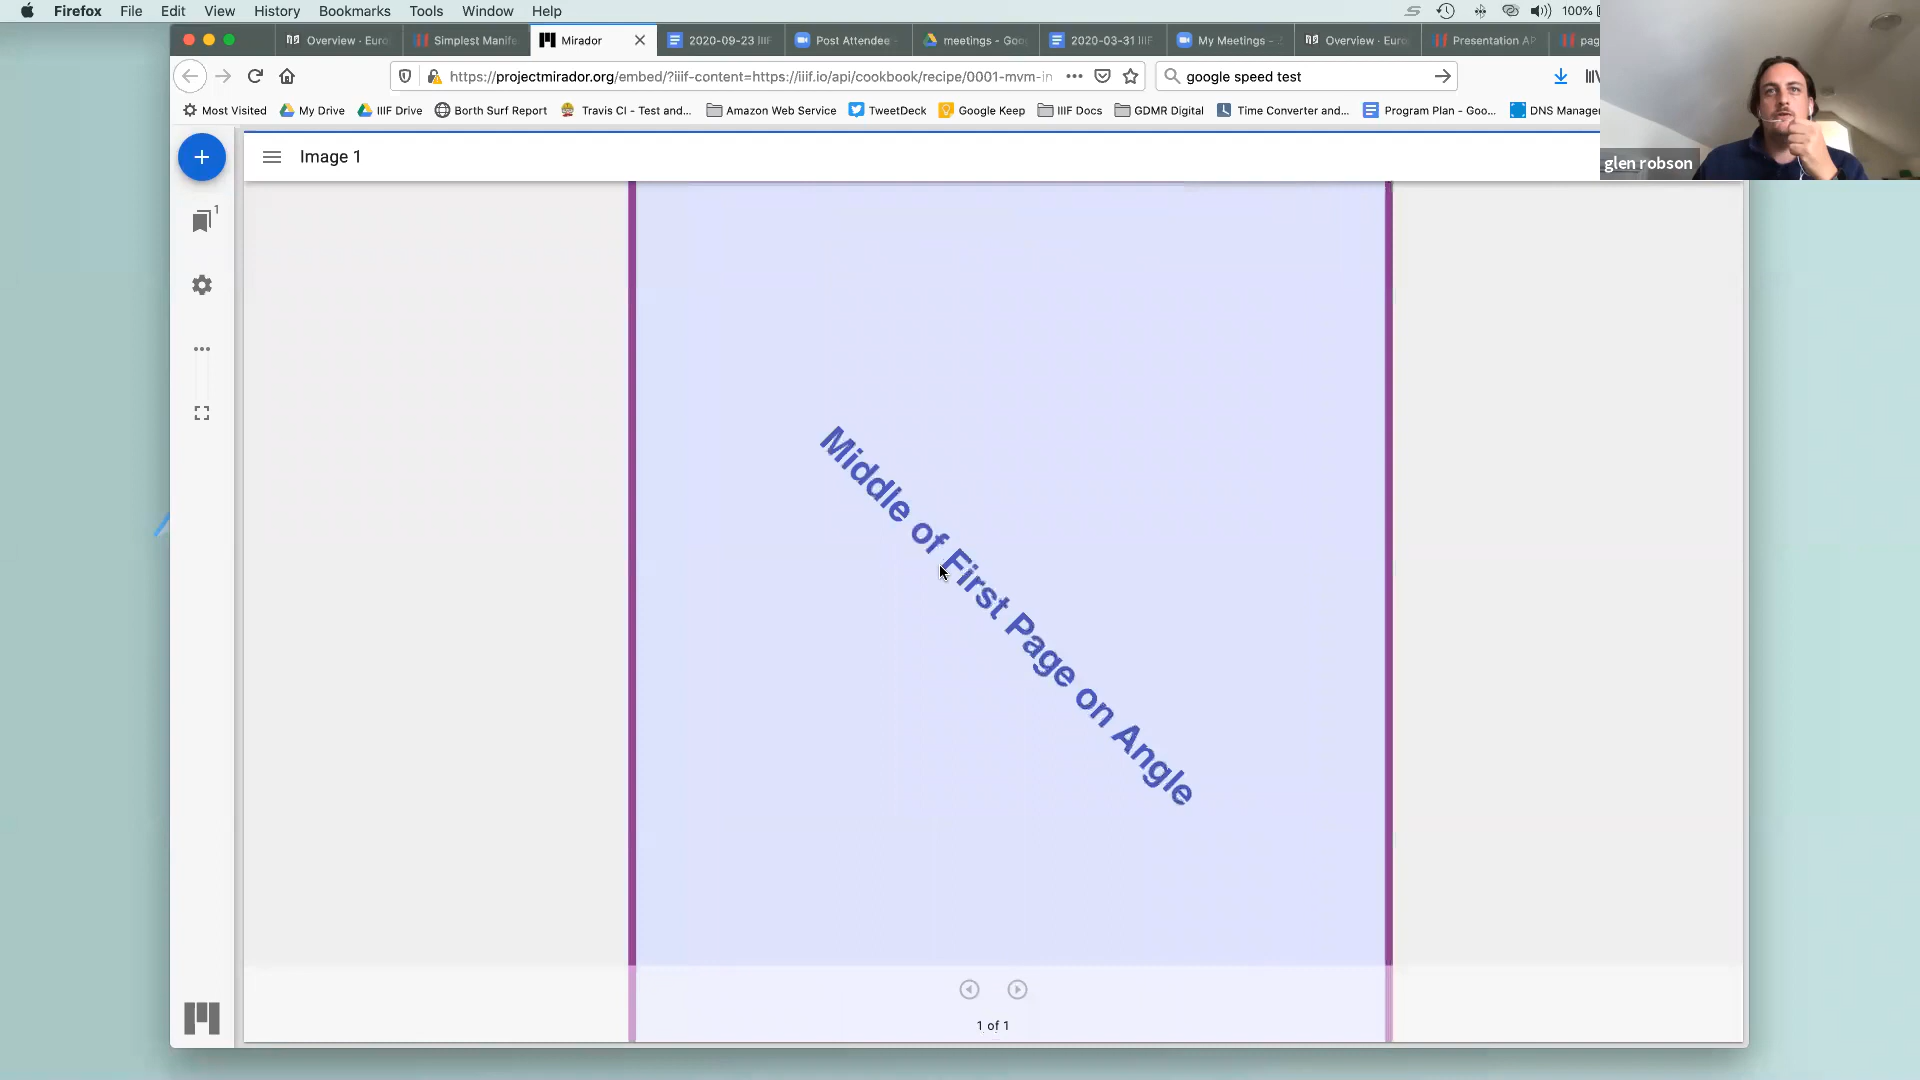 Firefox File Edit View History Bookmarks Tools Window Help 100%
Overview - Euro Simplest Manife Mirador 2020-09-23 IIIF Post Attendee - meetings - Goo 2020-03-31 IIIF My Meetings - Overview - Euro Presentation AP pag
https://projectmirador.org/embed/?iiif-content=https://iiif.io/api/cookbook/recipe/0001-mvm-in google speed test
Most Visited My Drive IIIF Drive Borth Surf Report Travis CI - Test and... Amazon Web Service TweetDeck Google Keep IIIF Docs GDMR Digital Time Converter and... Program Plan - Goo... DNS Manage
glen robson
Image 1
1
Middle of First Page on Angle
1 of 1